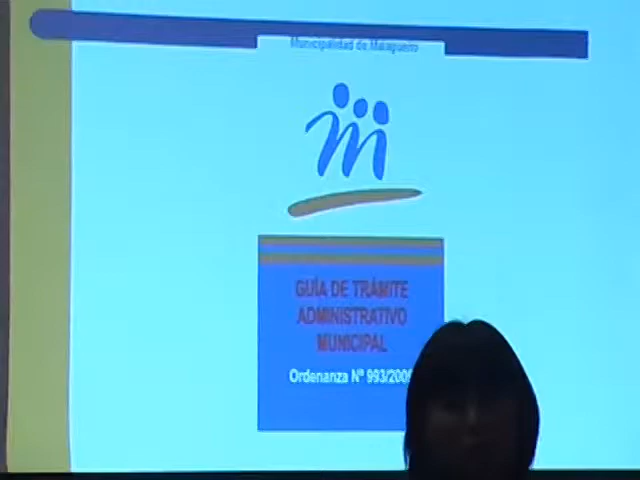 Municipalidad de Malagueño
GUÍA DE TRÁMITE
ADMINISTRATIVO
MUNICIPAL
Ordenanza Nº 993/200